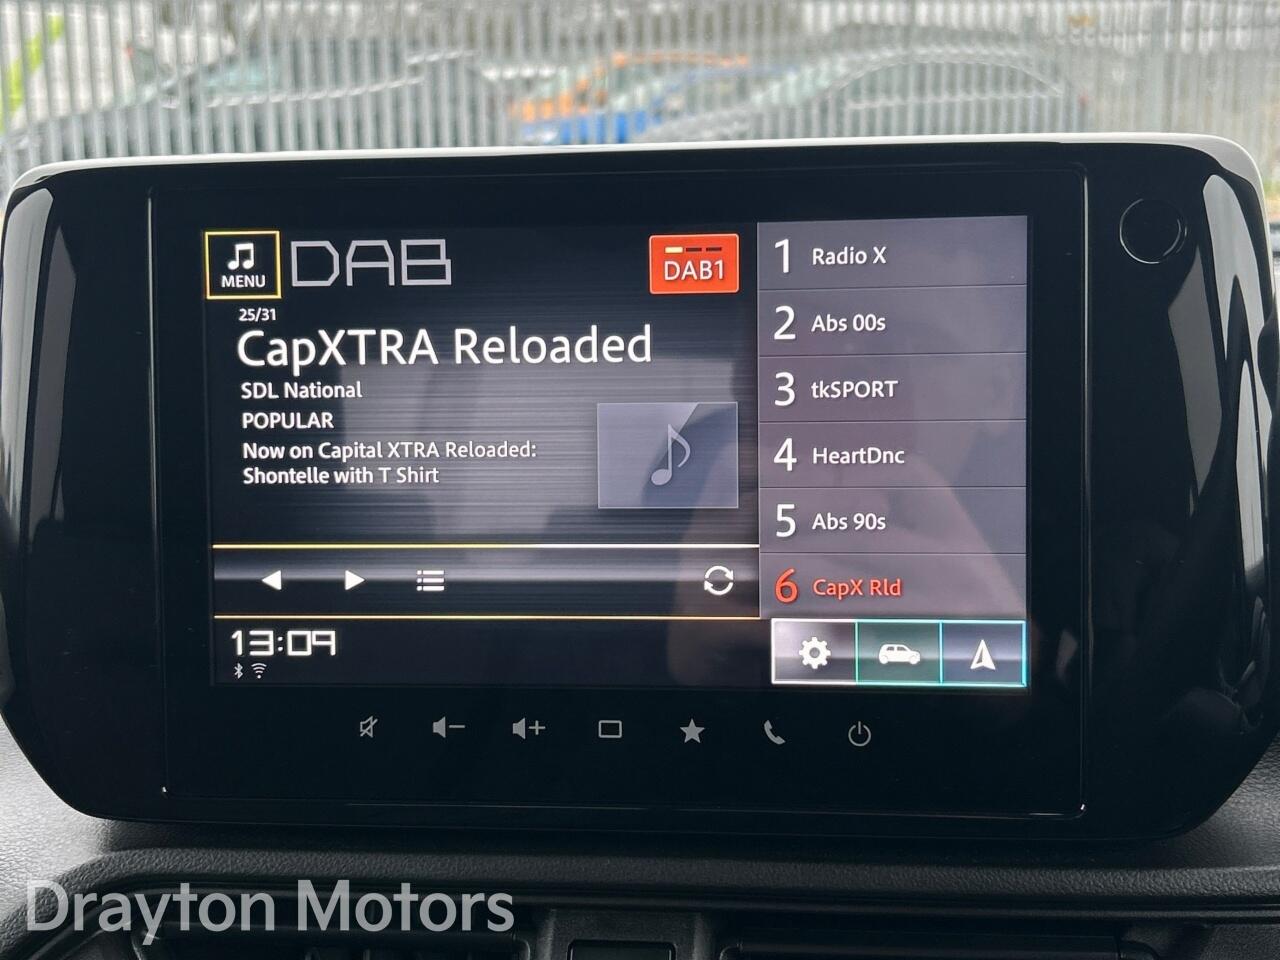 MENU
DAB
DAB1
25/31
CapXTRA Reloaded
SDL National
POPULAR
Now on Capital XTRA Reloaded:
Shontelle with T Shirt
1 Radio X
2 Abs 00s
3 tkSPORT
4 HeartDnc
5 Abs 90s
6 CapX Rld
13:09
Drayton Motors